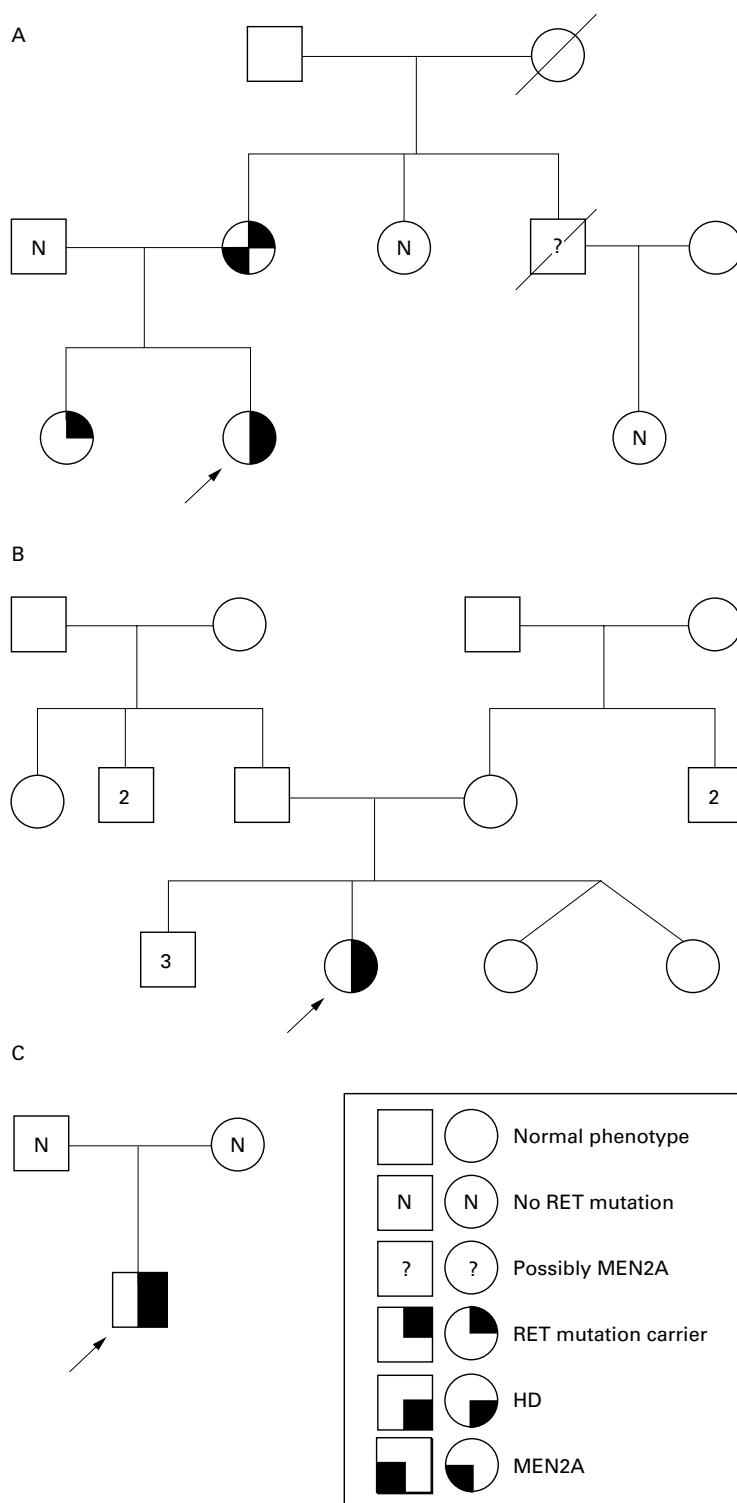 A
N
N
?
N
B
2
2
3
C
N
N
Normal phenotype
N N No RET mutation
? ? Possibly MEN2A
RET mutation carrier
HD
MEN2A